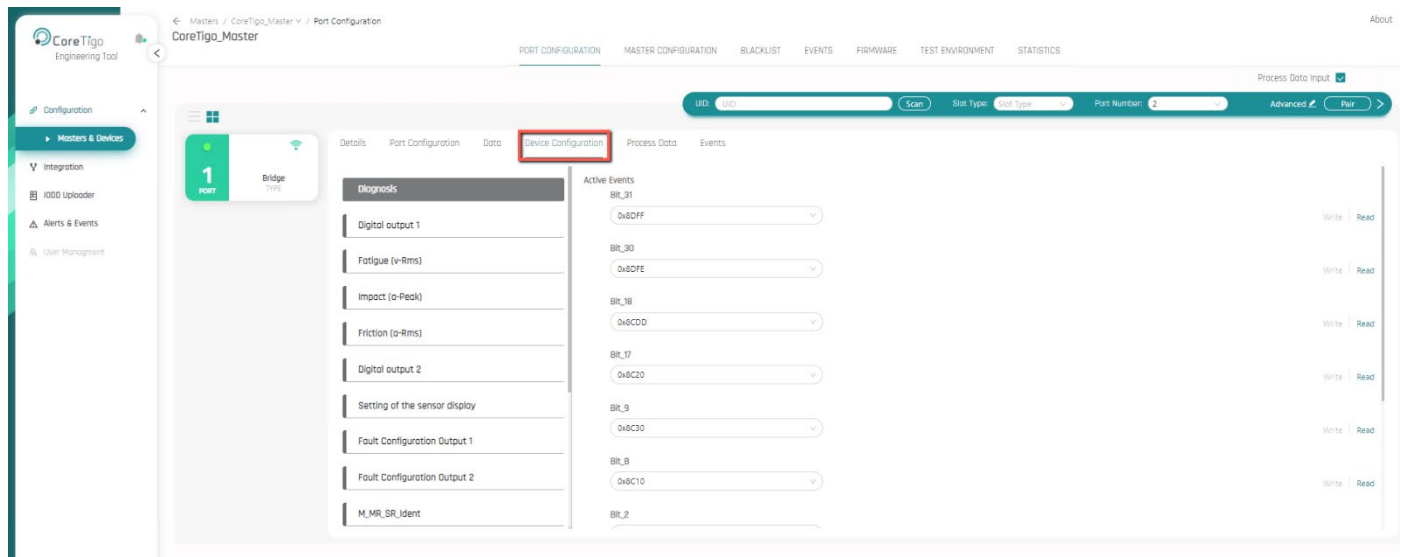 ← Masters / CoreTigo_Master ˅ / Port Configuration
About
CoreTigo_Master
CoreTigo
Engineering Tool
PORT CONFIGURATION MASTER CONFIGURATION BLACKLIST EVENTS FIRMWARE TEST ENVIRONMENT STATISTICS
Process Data Input
UID: UID Scan Slot Type: Slot Type Port Number: 2 Advanced Pair
Configuration
Masters & Devices
Integration
IODD Uploader
Alerts & Events
User Managment
1
PORT
Bridge
TYPE
Details Port Configuration Data Device Configuration Process Data Events
Diagnosis
Digital output 1
Fatigue (v-Rms)
Impact (a-Peak)
Friction (a-Rms)
Digital output 2
Setting of the sensor display
Fault Configuration Output 1
Fault Configuration Output 2
M_MR_SR_Ident
Active Events
Bit_31
0x8DFF Write Read
Bit_30
0x8DFE Write Read
Bit_18
0x8CDD Write Read
Bit_17
0x8C20 Write Read
Bit_9
0x8C30 Write Read
Bit_8
0x8C10 Write Read
Bit_2